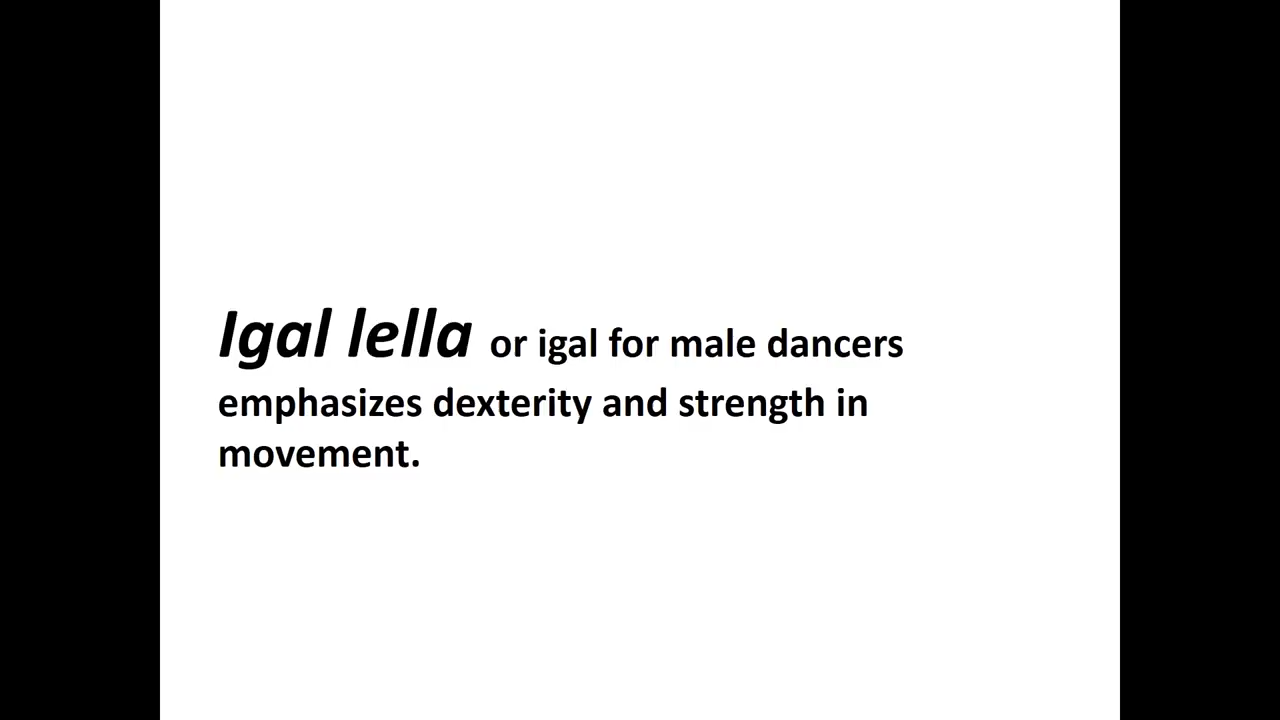 Igal lella or igal for male dancers
emphasizes dexterity and strength in
movement.